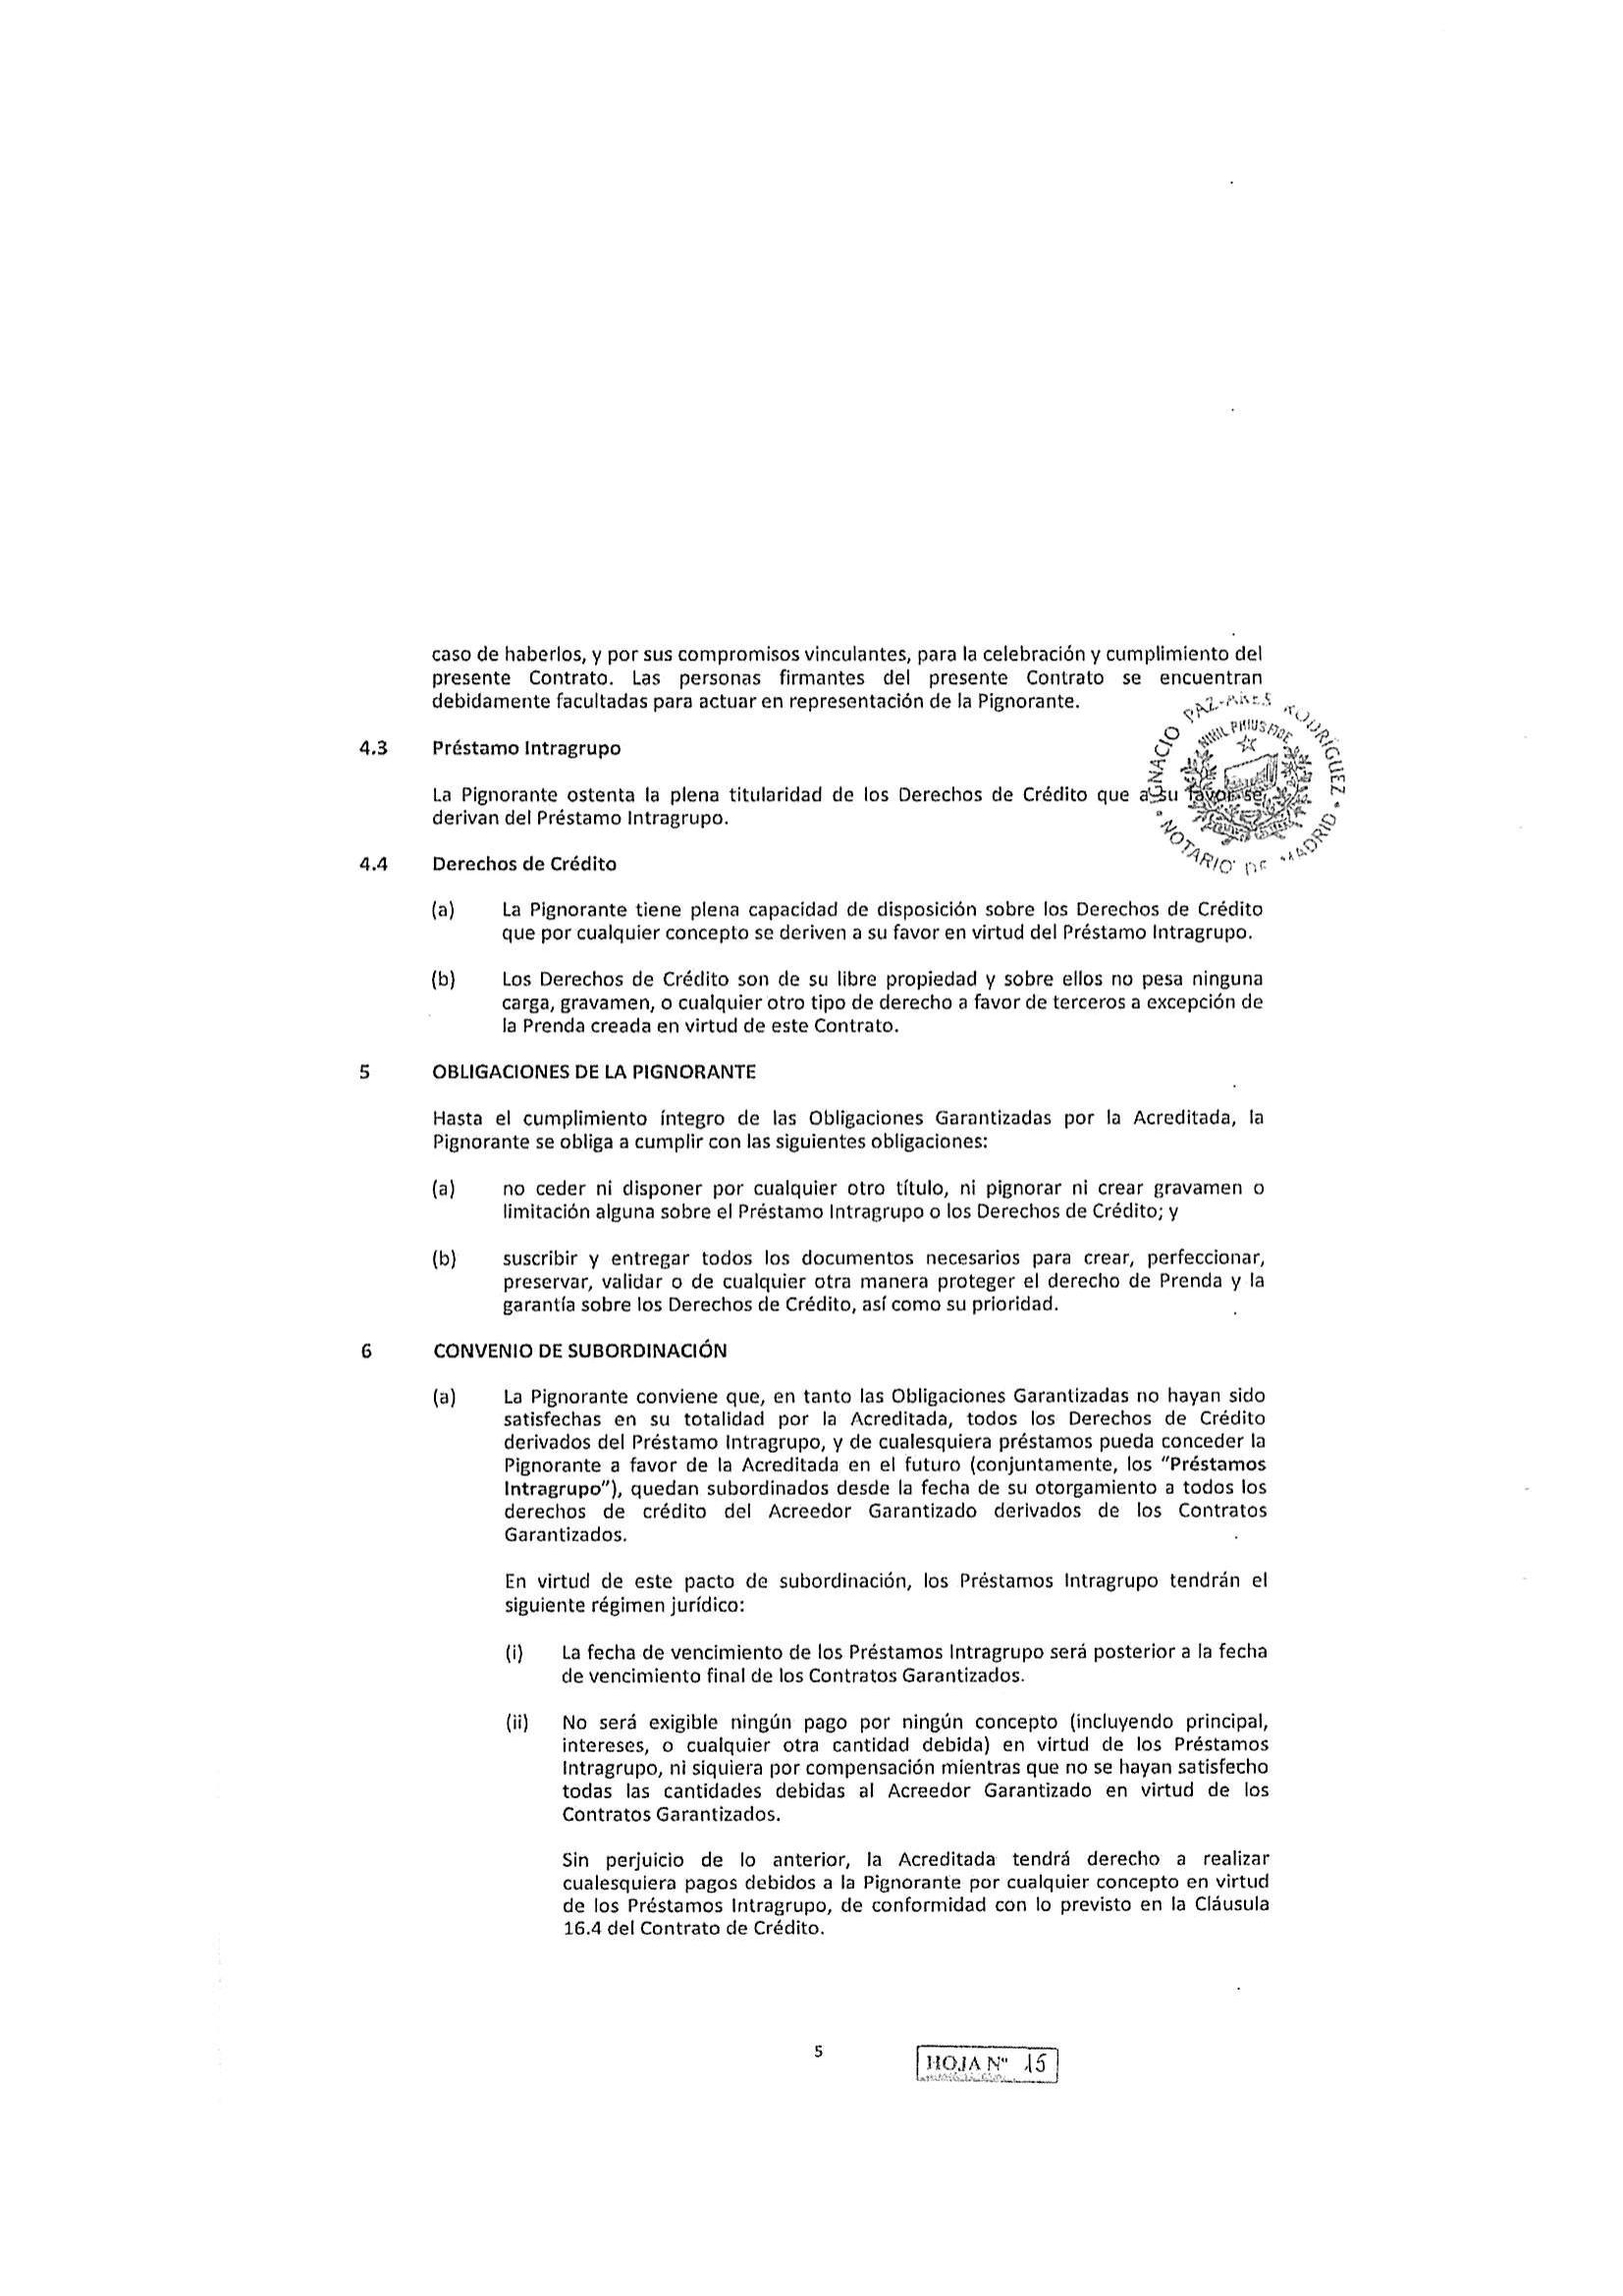 caso de haberlos, y por sus compromisos vinculantes, para la celebración y cumplimiento del
presente Contrato. Las personas firmantes del presente Contrato se encuentran
debidamente facultadas para actuar en representación de la Pignorante.
IGNACIO PAZ-ARES RODRÍGUEZ
NIHIL PRIUS FIDE
NOTARIO DE MADRID
4.3 Préstamo Intragrupo
La Pignorante ostenta la plena titularidad de los Derechos de Crédito que a su favor se
derivan del Préstamo Intragrupo.
4.4 Derechos de Crédito
(a) La Pignorante tiene plena capacidad de disposición sobre los Derechos de Crédito
que por cualquier concepto se deriven a su favor en virtud del Préstamo Intragrupo.
(b) Los Derechos de Crédito son de su libre propiedad y sobre ellos no pesa ninguna
carga, gravamen, o cualquier otro tipo de derecho a favor de terceros a excepción de
la Prenda creada en virtud de este Contrato.
5 OBLIGACIONES DE LA PIGNORANTE
Hasta el cumplimiento íntegro de las Obligaciones Garantizadas por la Acreditada, la
Pignorante se obliga a cumplir con las siguientes obligaciones:
(a) no ceder ni disponer por cualquier otro título, ni pignorar ni crear gravamen o
limitación alguna sobre el Préstamo Intragrupo o los Derechos de Crédito; y
(b) suscribir y entregar todos los documentos necesarios para crear, perfeccionar,
preservar, validar o de cualquier otra manera proteger el derecho de Prenda y la
garantía sobre los Derechos de Crédito, así como su prioridad.
6 CONVENIO DE SUBORDINACIÓN
(a) La Pignorante conviene que, en tanto las Obligaciones Garantizadas no hayan sido
satisfechas en su totalidad por la Acreditada, todos los Derechos de Crédito
derivados del Préstamo Intragrupo, y de cualesquiera préstamos pueda conceder la
Pignorante a favor de la Acreditada en el futuro (conjuntamente, los "Préstamos
Intragrupo"), quedan subordinados desde la fecha de su otorgamiento a todos los
derechos de crédito del Acreedor Garantizado derivados de los Contratos
Garantizados.
En virtud de este pacto de subordinación, los Préstamos Intragrupo tendrán el
siguiente régimen jurídico:
(i) La fecha de vencimiento de los Préstamos Intragrupo será posterior a la fecha
de vencimiento final de los Contratos Garantizados.
(ii) No será exigible ningún pago por ningún concepto (incluyendo principal,
intereses, o cualquier otra cantidad debida) en virtud de los Préstamos
Intragrupo, ni siquiera por compensación mientras que no se hayan satisfecho
todas las cantidades debidas al Acreedor Garantizado en virtud de los
Contratos Garantizados.
Sin perjuicio de lo anterior, la Acreditada tendrá derecho a realizar
cualesquiera pagos debidos a la Pignorante por cualquier concepto en virtud
de los Préstamos Intragrupo, de conformidad con lo previsto en la Cláusula
16.4 del Contrato de Crédito.
5
HOJA Nº 15